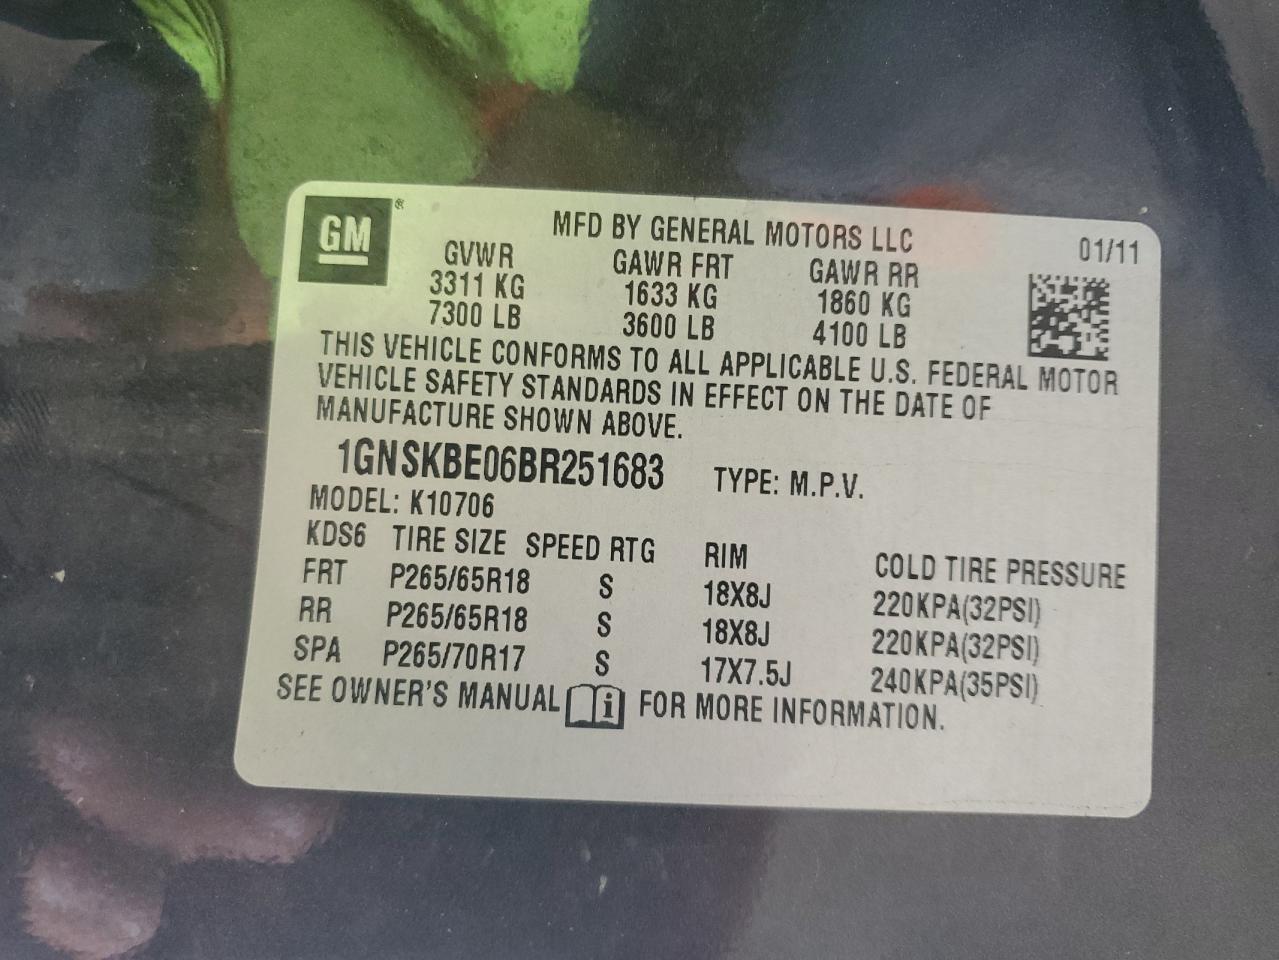 GM ®
MFD BY GENERAL MOTORS LLC
01/11
GVWR GAWR FRT GAWR RR
3311 KG 1633 KG 1860 KG
7300 LB 3600 LB 4100 LB
THIS VEHICLE CONFORMS TO ALL APPLICABLE U.S. FEDERAL MOTOR
VEHICLE SAFETY STANDARDS IN EFFECT ON THE DATE OF
MANUFACTURE SHOWN ABOVE.
1GNSKBE06BR251683 TYPE: M.P.V.
MODEL: K10706
KDS6 TIRE SIZE SPEED RTG RIM COLD TIRE PRESSURE
FRT P265/65R18 S 18X8J 220KPA(32PSI)
RR P265/65R18 S 18X8J 220KPA(32PSI)
SPA P265/70R17 S 17X7.5J 240KPA(35PSI)
SEE OWNER'S MANUAL i FOR MORE INFORMATION.